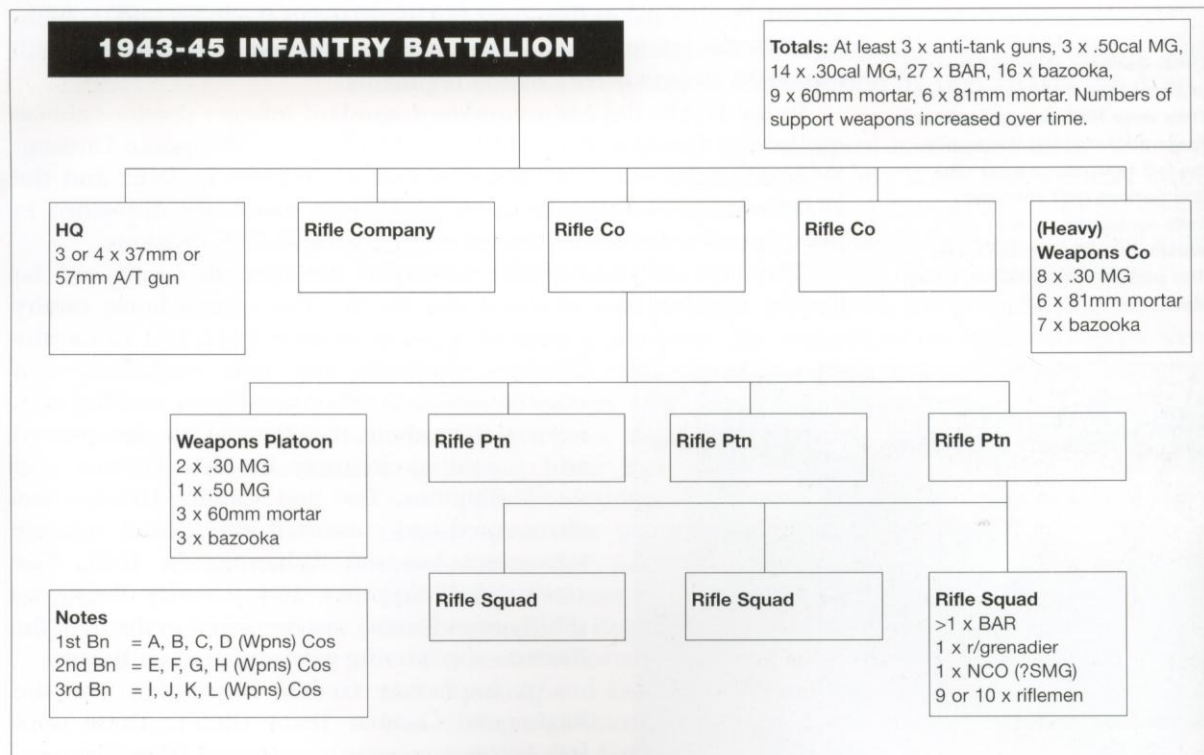 1943-45 INFANTRY BATTALION
Totals: At least 3 x anti-tank guns, 3 x .50cal MG,
14 x .30cal MG, 27 x BAR, 16 x bazooka,
9 x 60mm mortar, 6 x 81mm mortar. Numbers of
support weapons increased over time.
HQ
3 or 4 x 37mm or
57mm A/T gun
Rifle Company
Rifle Co
Rifle Co
(Heavy)
Weapons Co
8 x .30 MG
6 x 81mm mortar
7 x bazooka
Weapons Platoon
2 x .30 MG
1 x .50 MG
3 x 60mm mortar
3 x bazooka
Rifle Ptn
Rifle Ptn
Rifle Ptn
Rifle Squad
Rifle Squad
Rifle Squad
>1 x BAR
1 x r/grenadier
1 x NCO (?SMG)
9 or 10 x riflemen
Notes
1st Bn = A, B, C, D (Wpns) Cos
2nd Bn = E, F, G, H (Wpns) Cos
3rd Bn = I, J, K, L (Wpns) Cos